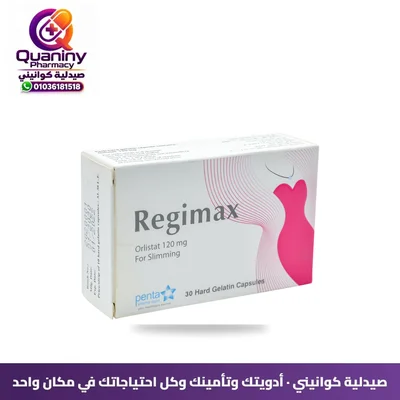 Quaniny
Pharmacy
صيدلية كوانيني
01036181518
Regimax
Orlistat 120 mg
For Slimming
30 Hard Gelatin Capsules
penta
صيدلية كوانيني - أدويتك وتأمينك وكل احتياجاتك في مكان واحد